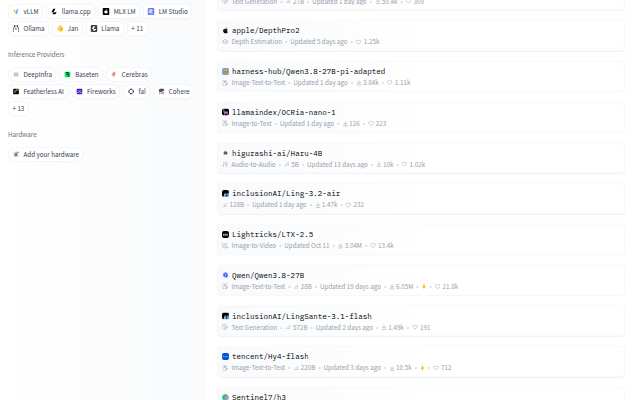 vLLM llama.cpp MLX LM LM Studio
Ollama Jan Llama + 11
Inference Providers
DeepInfra Baseten Cerebras
Featherless AI Fireworks fal Cohere
+ 13
Hardware
Add your hardware
apple/DepthPro2
Depth Estimation • Updated 5 days ago • 1.25k
harness-hub/Qwen3.8-27B-pi-adapted
Image-Text-to-Text • Updated 1 day ago • 2.04k • 1.11k
llamaindex/OCRia-nano-1
Image-to-Text • Updated 1 day ago • 126 • 223
higurashi-ai/Haru-4B
Audio-to-Audio • 5B • Updated 13 days ago • 10k • 1.02k
inclusionAI/Ling-3.2-air
128B • Updated 1 day ago • 1.47k • 232
Lightricks/LTX-2.5
Image-to-Video • Updated Oct 11 • 3.04M • 13.4k
Qwen/Qwen3.8-27B
Image-Text-to-Text • 28B • Updated 19 days ago • 6.05M • 21.8k
inclusionAI/LingSante-3.1-flash
Text Generation • 572B • Updated 2 days ago • 1.49k • 191
tencent/Hy4-flash
Image-Text-to-Text • 220B • Updated 3 days ago • 10.5k • 712
Sentinel7/h3